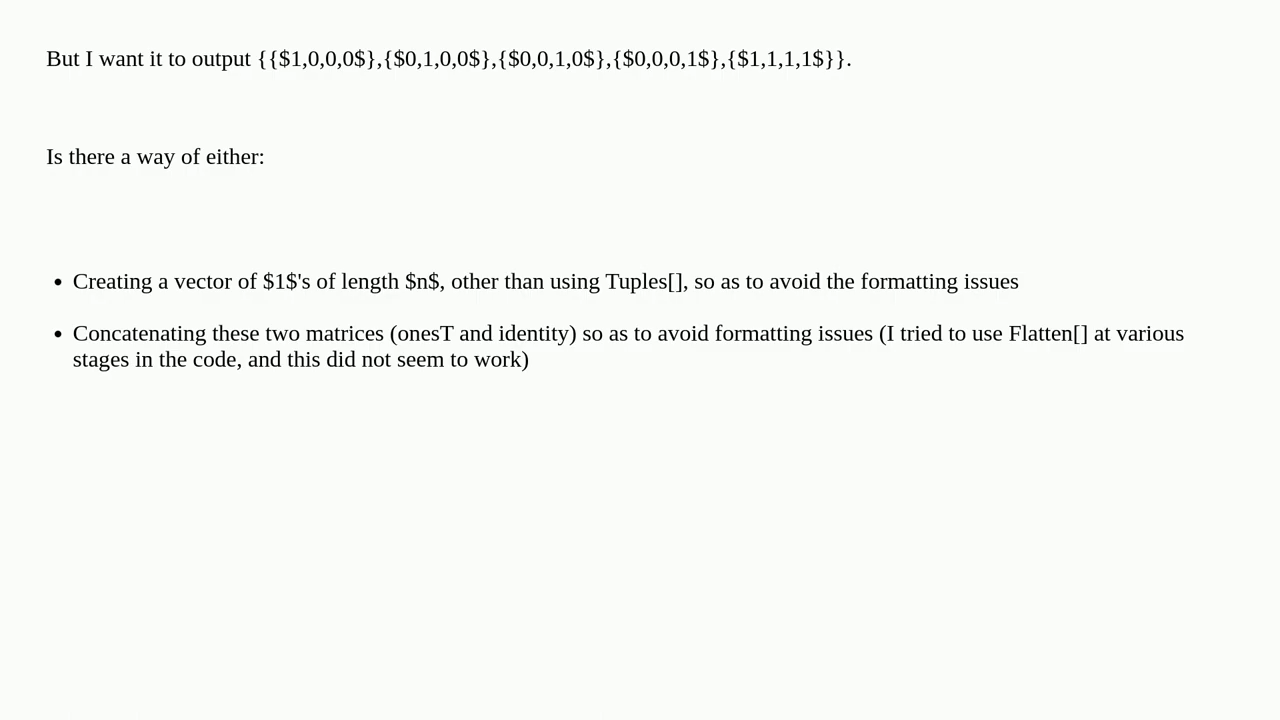 But I want it to output {{$1,0,0,0$},{$0,1,0,0$},{$0,0,1,0$},{$0,0,0,1$},{$1,1,1,1$}}.
Is there a way of either:
• Creating a vector of $1$'s of length $n$, other than using Tuples[], so as to avoid the formatting issues
• Concatenating these two matrices (onesT and identity) so as to avoid formatting issues (I tried to use Flatten[] at various
stages in the code, and this did not seem to work)